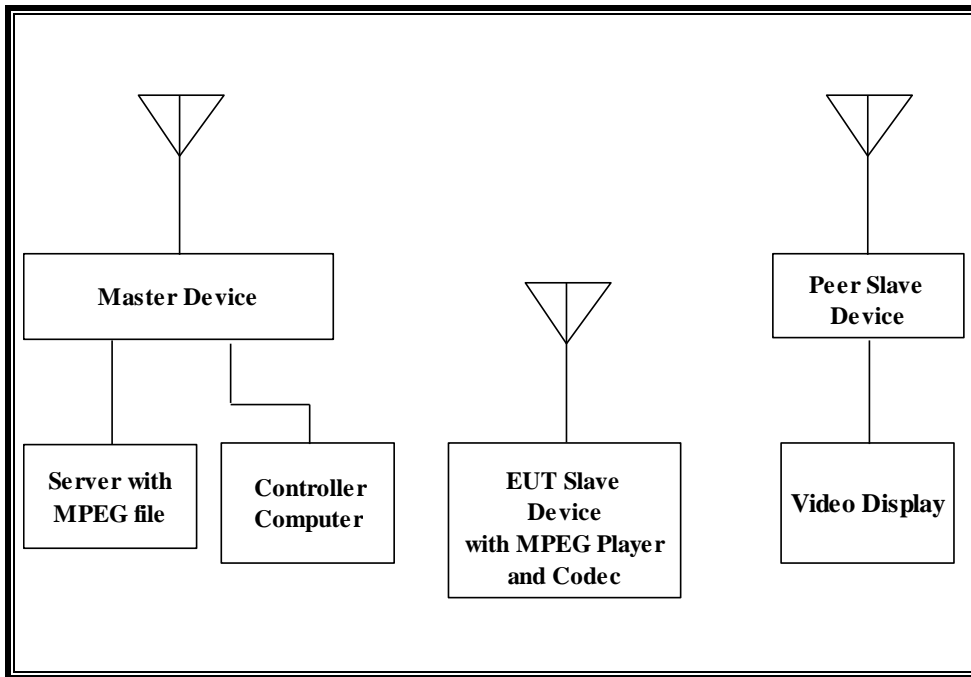 Master Device
Peer Slave
Device
Server with
MPEG file
Controller
Computer
EUT Slave
Device
with MPEG Player
and Codec
Video Display